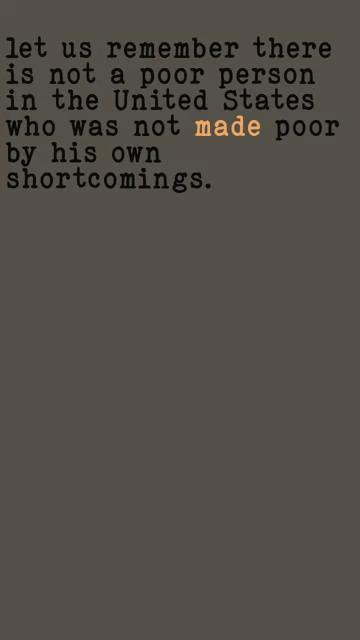 let us remember there
is not a poor person
in the United States
who was not made poor
by his own
shortcomings.